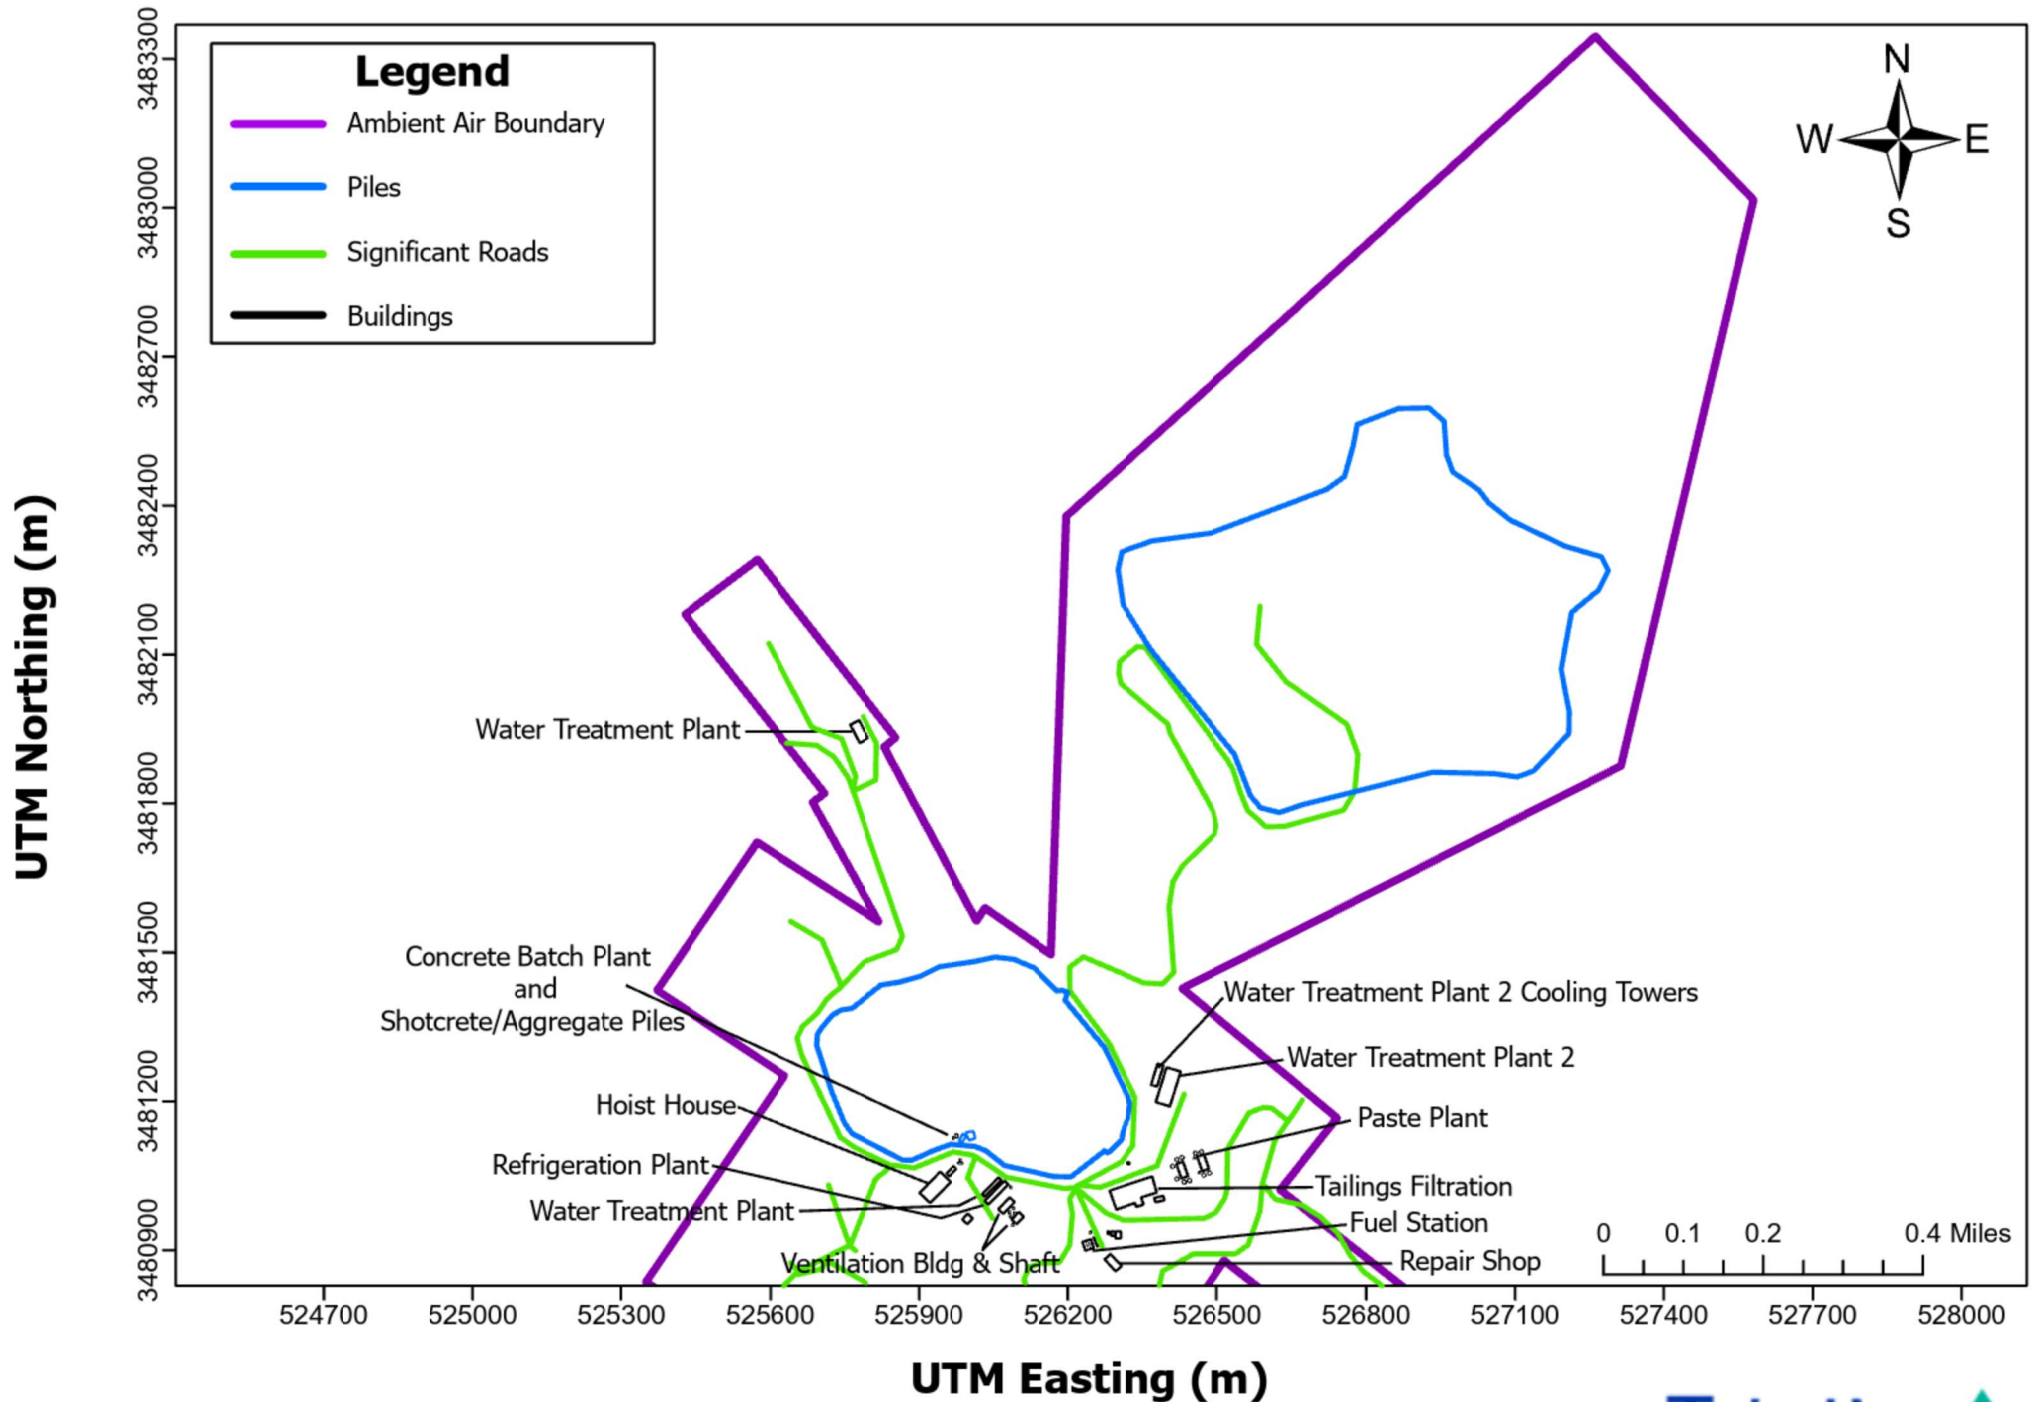 Legend
Ambient Air Boundary
Piles
Significant Roads
Buildings
N
W
E
S
UTM Northing (m)
3483300
3483000
3482700
3482400
3482100
3481800
3481500
3481200
3480900
Water Treatment Plant
Concrete Batch Plant
and
Shotcrete/Aggregate Piles
Hoist House
Refrigeration Plant
Water Treatment Plant
Ventilation Bldg & Shaft
Water Treatment Plant 2 Cooling Towers
Water Treatment Plant 2
Paste Plant
Tailings Filtration
Fuel Station
Repair Shop
0 0.1 0.2 0.4 Miles
524700 525000 525300 525600 525900 526200 526500 526800 527100 527400 527700 528000
UTM Easting (m)